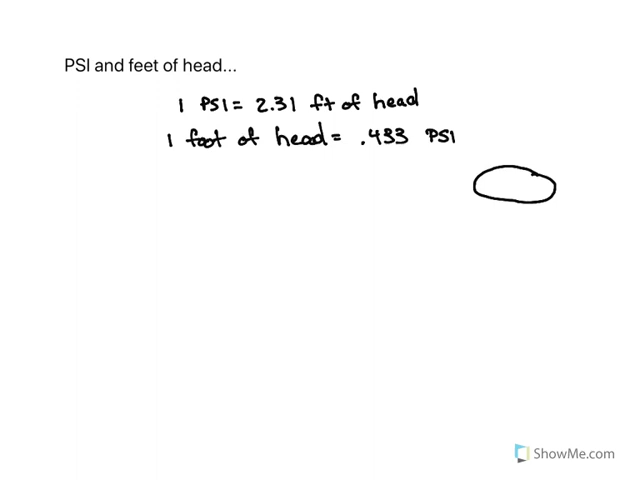 PSI and feet of head...
1 PSI = 2.31 ft of head
1 foot of head = .433 PSI
ShowMe.com